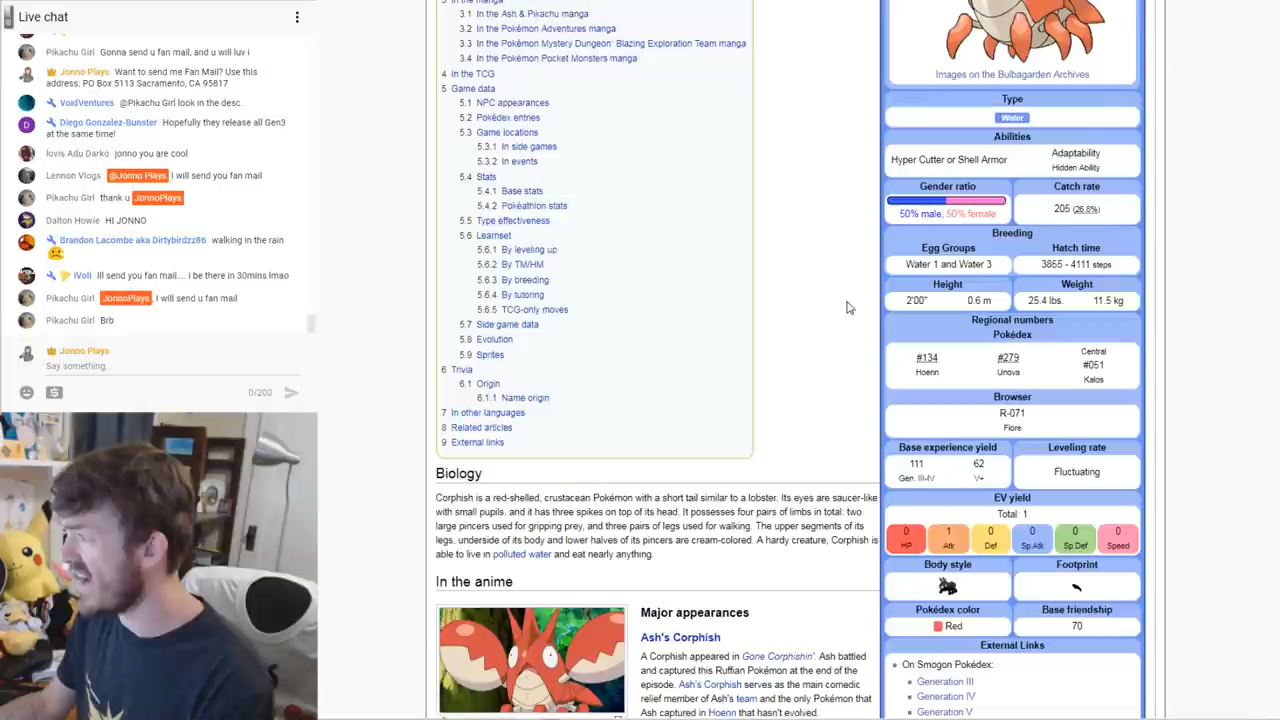 Live chat
Pikachu Girl Gonna send u fan mail, and u will luv i
Jonno Plays Want to send me Fan Mail? Use this
address; PO Box 5113 Sacramento, CA 95817
VoidVentures @Pikachu Girl look in the desc.
D Diego Gonzalez-Bunster Hopefully they release all Gen3
at the same time!
lovis Adu Darko jonno you are cool
Lennon Vlogs @Jonno Plays I will send you fan mail
Pikachu Girl thank u JonnoPlays
Dalton Howie HI JONNO
Brandon Lacombe aka Dirtybirdzz86 walking in the rain
iVoli Ill send you fan mail.... i be there in 30mins lmao
Pikachu Girl JonnoPlays, I will send u fan mail
Pikachu Girl Brb
Jonno Plays
Say something.
0/200
3.1 In the Ash & Pikachu manga
3.2 In the Pokémon Adventures manga
3.3 In the Pokémon Mystery Dungeon: Blazing Exploration Team manga
3.4 In the Pokémon Pocket Monsters manga
4 In the TCG
5 Game data
5.1 NPC appearances
5.2 Pokédex entries
5.3 Game locations
5.3.1 In side games
5.3.2 In events
5.4 Stats
5.4.1 Base stats
5.4.2 Pokéathlon stats
5.5 Type effectiveness
5.6 Learnset
5.6.1 By leveling up
5.6.2 By TM/HM
5.6.3 By breeding
5.6.4 By tutoring
5.6.5 TCG-only moves
5.7 Side game data
5.8 Evolution
5.9 Sprites
6 Trivia
6.1 Origin
6.1.1 Name origin
7 In other languages
8 Related articles
9 External links
Biology
Corphish is a red-shelled, crustacean Pokémon with a short tail similar to a lobster. Its eyes are saucer-like
with small pupils, and it has three spikes on top of its head. It possesses four pairs of limbs in total: two
large pincers used for gripping prey, and three pairs of legs used for walking. The upper segments of its
legs, underside of its body and lower halves of its pincers are cream-colored. A hardy creature, Corphish is
able to live in polluted water and eat nearly anything.
In the anime
Major appearances
Ash's Corphish
A Corphish appeared in Gone Corphishin'. Ash battled
and captured this Ruffian Pokémon at the end of the
episode. Ash's Corphish serves as the main comedic
relief member of Ash's team and the only Pokémon that
Ash captured in Hoenn that hasn't evolved.
Images on the Bulbagarden Archives
Type
Water
Abilities
Hyper Cutter or Shell Armor
Adaptability
Hidden Ability
Gender ratio
50% male, 50% female
Catch rate
205 (26.8%)
Breeding
Egg Groups
Water 1 and Water 3
Hatch time
3855 - 4111 steps
Height
2'00" 0.6 m
Weight
25.4 lbs. 11.5 kg
Regional numbers
Pokédex
#134
Hoenn
#279
Unova
Central
#051
Kalos
Browser
R-071
Fiore
Base experience yield
111
Gen. III-IV
62
V+
Leveling rate
Fluctuating
EV yield
Total: 1
0 1 0 0 0 0
HP Atk Def Sp.Atk Sp.Def Speed
Body style
Footprint
Pokédex color
Red
Base friendship
70
External Links
On Smogon Pokédex:
Generation III
Generation IV
Generation V